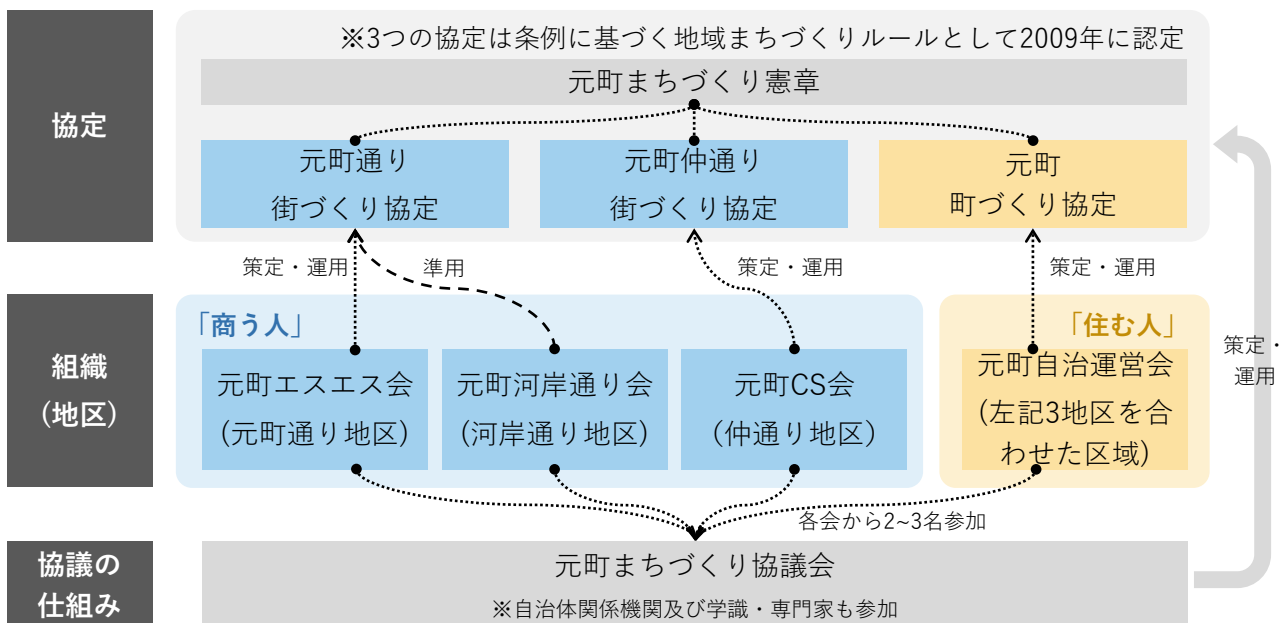 協定
※3つの協定は条例に基づく地域まちづくりルールとして2009年に認定
元町まちづくり憲章
元町通り
街づくり協定
元町仲通り
街づくり協定
元町
町づくり協定
策定・運用
準用
策定・運用
策定・運用
組織
(地区)
「商う人」
元町エスエス会
(元町通り地区)
元町河岸通り会
(河岸通り地区)
元町CS会
(仲通り地区)
「住む人」
元町自治運営会
(左記3地区を合
わせた区域)
策定・
運用
各会から2~3名参加
協議の
仕組み
元町まちづくり協議会
※自治体関係機関及び学識・専門家も参加